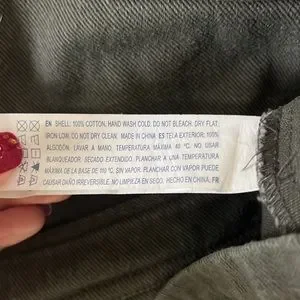 EN SHELL: 100% COTTON, HAND WASH COLD. DO NOT BLEACH. DRY FLAT.
IRON LOW. DO NOT DRY CLEAN. MADE IN CHINA ES TELA EXTERIOR: 100%
ALGODÓN: LAVAR A MANO. TEMPERATURA MÁXIMA 40 ºC, NO USAR
BLANQUEADOR. SECADO EXTENDIDO. PLANCHAR A UNA TEMPERATURA
MÁXIMA DE LA BASE DE 110 ºC, SIN VAPOR. PLANCHAR CON VAPOR PUEDE
CAUSAR DAÑO IRREVERSIBLE. NO LIMPIEZA EN SECO. HECHO EN CHINA. FR